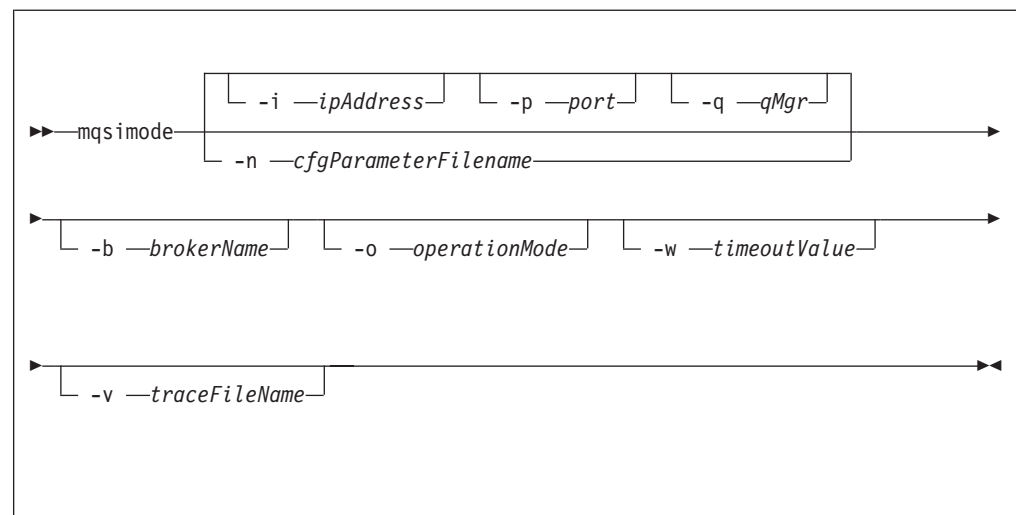 -i ipAddress -p port -q qMgr
mqsimode
-n cfgParameterFilename
-b brokerName -o operationMode -w timeoutValue
-v traceFileName